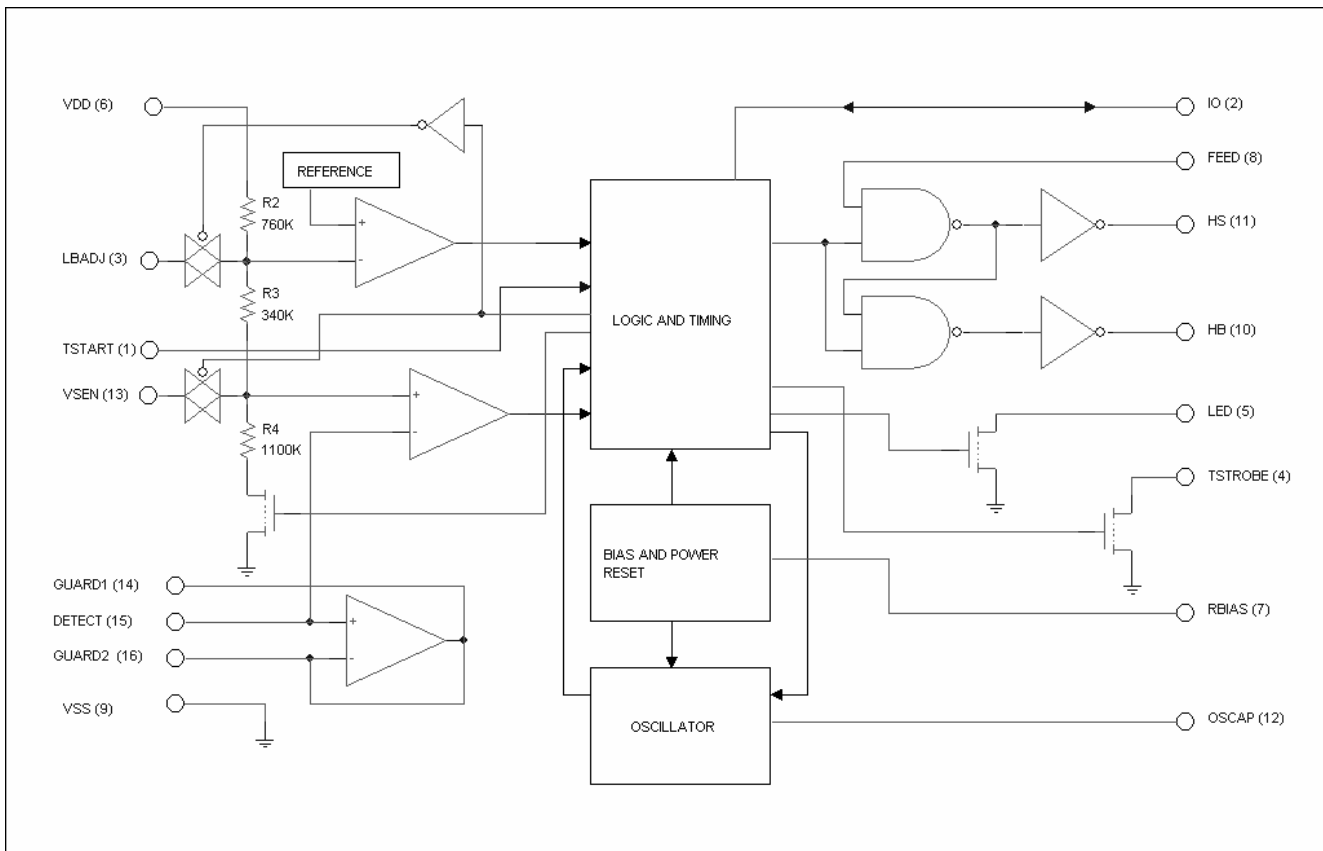 VDD (6)
LBADJ (3)
TSTART (1)
VSEN (13)
GUARD1 (14)
DETECT (15)
GUARD2 (16)
VSS (9)
REFERENCE
R2
760K
R3
340K
R4
1100K
+
-
+
-
+
-
LOGIC AND TIMING
BIAS AND POWER
RESET
OSCILLATOR
IO (2)
FEED (8)
HS (11)
HB (10)
LED (5)
TSTROBE (4)
RBIAS (7)
OSCAP (12)